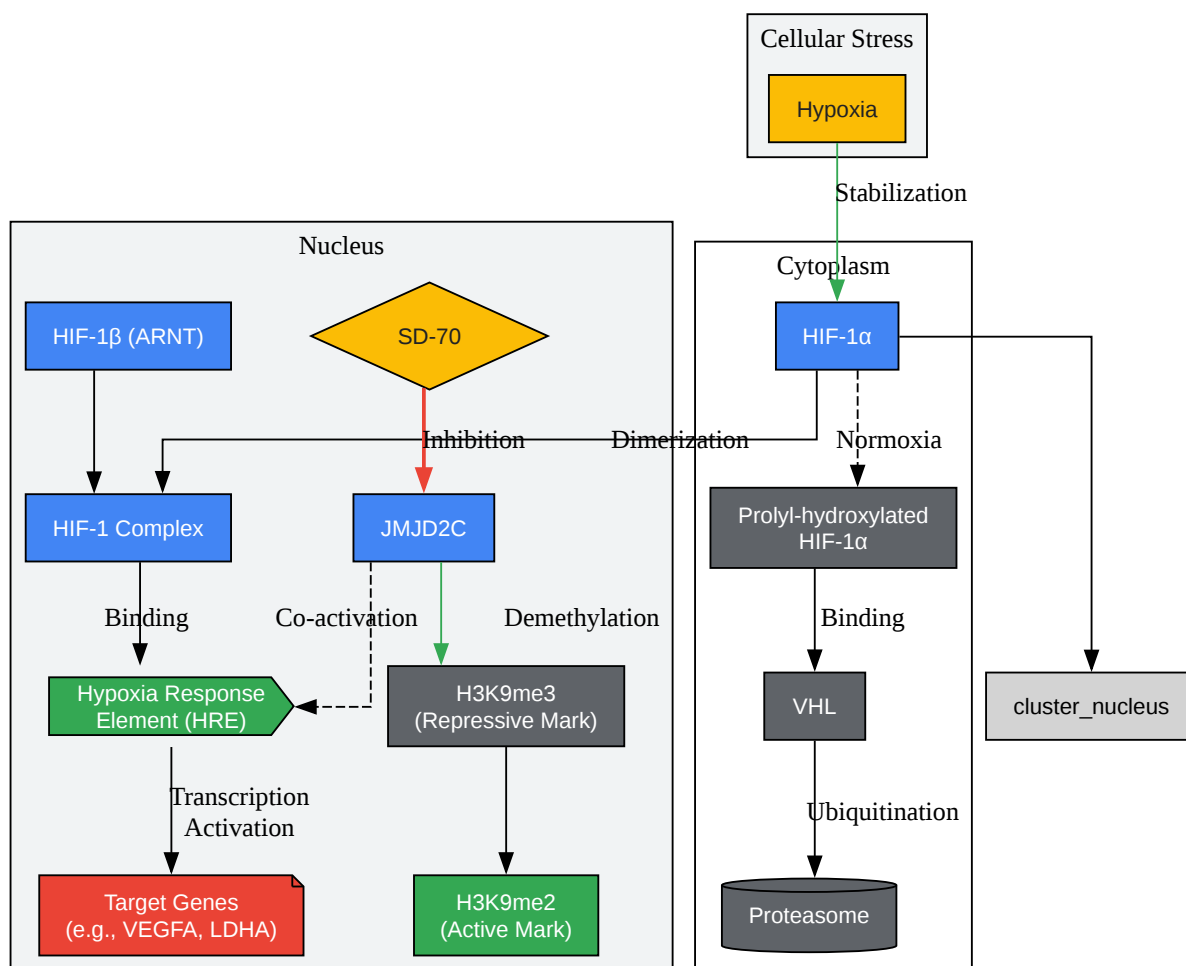 Cellular Stress
Hypoxia
Stabilization
Nucleus
Cytoplasm
HIF-1β (ARNT)
SD-70
HIF-1α
Inhibition
Dimerization
Normoxia
HIF-1 Complex
JMJD2C
Prolyl-hydroxylated
HIF-1α
Binding
Co-activation
Demethylation
Binding
Hypoxia Response
Element (HRE)
H3K9me3
(Repressive Mark)
VHL
cluster_nucleus
Transcription
Activation
Ubiquitination
Target Genes
(e.g., VEGFA, LDHA)
H3K9me2
(Active Mark)
Proteasome